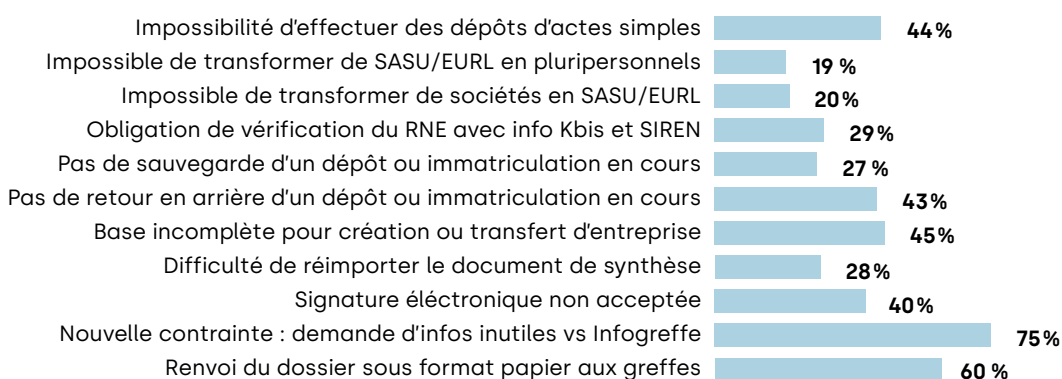 Impossibilité d'effectuer des dépôts d'actes simples 44%
Impossible de transformer de SASU/EURL en pluripersonnels 19 %
Impossible de transformer de sociétés en SASU/EURL 20%
Obligation de vérification du RNE avec info Kbis et SIREN 29%
Pas de sauvegarde d'un dépôt ou immatriculation en cours 27 %
Pas de retour en arrière d'un dépôt ou immatriculation en cours 43%
Base incomplète pour création ou transfert d'entreprise 45%
Difficulté de réimporter le document de synthèse 28%
Signature éléctronique non acceptée 40%
Nouvelle contrainte : demande d'infos inutiles vs Infogreffe 75%
Renvoi du dossier sous format papier aux greffes 60 %